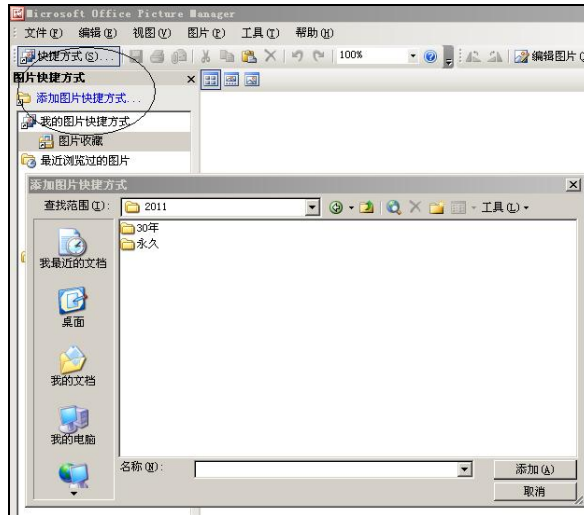 Microsoft Office Picture Manager
文件(F) 编辑(E) 视图(V) 图片(P) 工具(T) 帮助(H)
快捷方式(S)... 100% 编辑图片(
图片快捷方式
添加图片快捷方式...
我的图片快捷方式
图片收藏
最近浏览过的图片
添加图片快捷方式
查找范围(I): 2011 工具(L)
30年
永久
我最近的文档
桌面
我的文档
我的电脑
名称(N): 添加(A)
取消